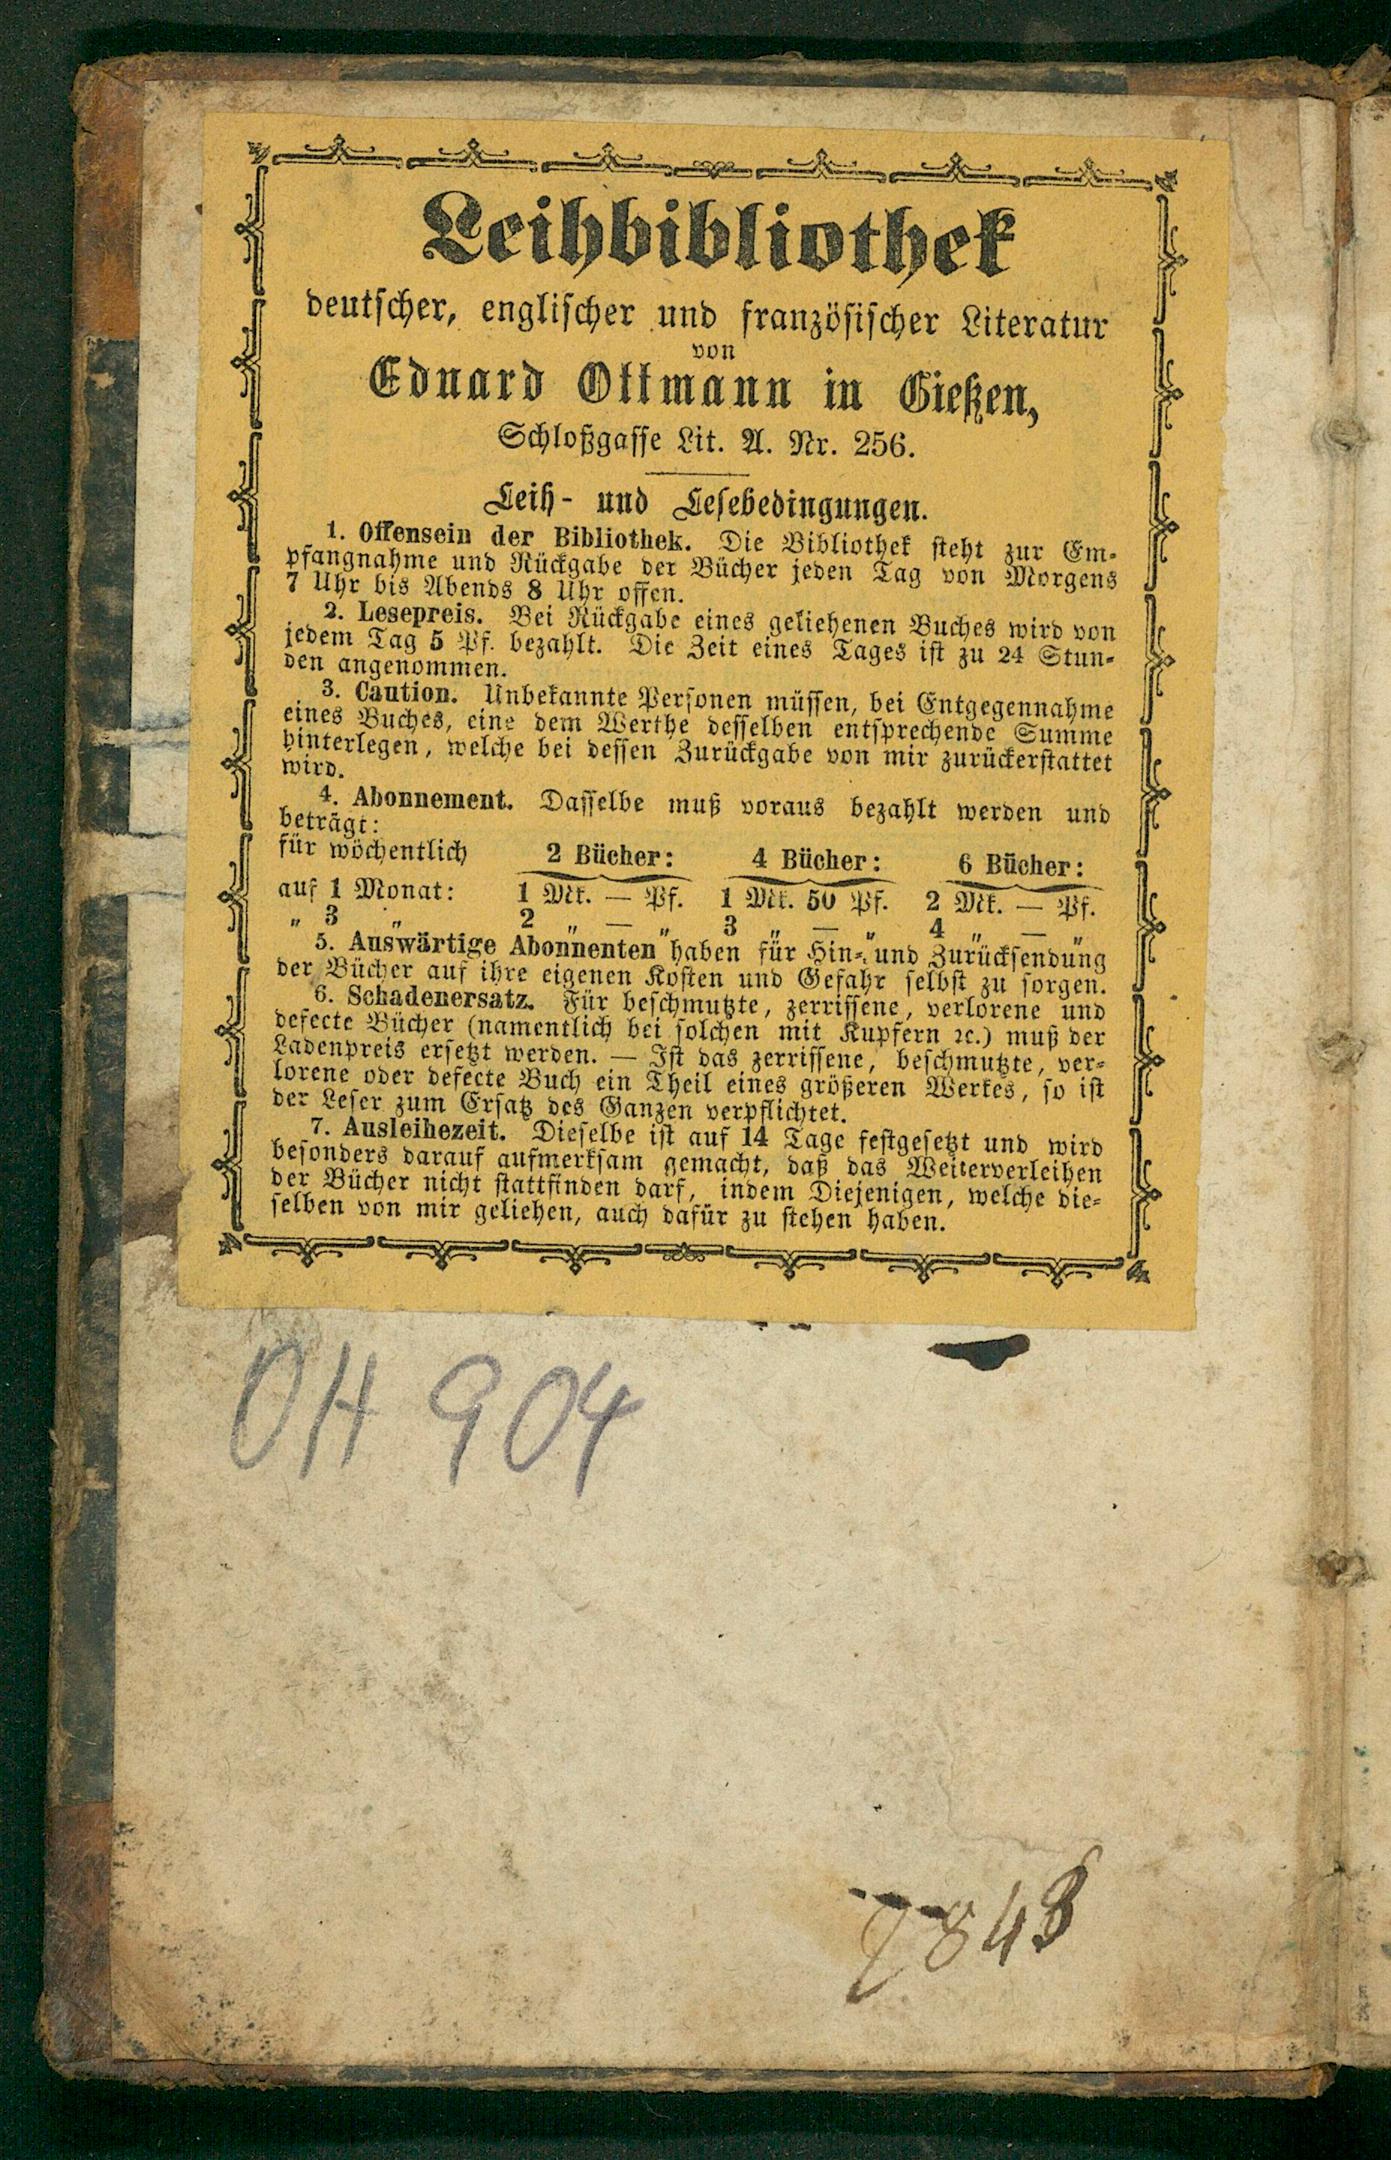 Leihbibliothek
deutscher, englischer und französischer Literatur
von
Eduard Ottmann in Gießen,
Schloßgasse Lit. A. Nr. 256.
Leih- und Lesebedingungen.
1. Offensein der Bibliothek. Die Bibliothek steht zur Em-
pfangnahme und Rückgabe der Bücher jeden Tag von Morgens
7 Uhr bis Abends 8 Uhr offen.
2. Lesepreis. Bei Rückgabe eines geliehenen Buches wird von
jedem Tag 5 Pf. bezahlt. Die Zeit eines Tages ist zu 24 Stun-
den angenommen.
3. Caution. Unbekannte Personen müssen, bei Entgegennahme
eines Buches, eine dem Werthe desselben entsprechende Summe
hinterlegen, welche bei dessen Zurückgabe von mir zurückerstattet
wird.
4. Abonnement. Dasselbe muß voraus bezahlt werden und
beträgt:
für wöchentlich 2 Bücher: 4 Bücher: 6 Bücher:
auf 1 Monat: 1 Mk. — Pf. 1 Mk. 50 Pf. 2 Mk. — Pf.
„ 3 „ 2 „ — „ 3 „ — „ 4 „ — „
5. Auswärtige Abonnenten haben für Hin- und Zurücksendung
der Bücher auf ihre eigenen Kosten und Gefahr selbst zu sorgen.
6. Schadenersatz. Für beschmutzte, zerrissene, verlorene und
defecte Bücher (namentlich bei solchen mit Kupfern ꝛc.) muß der
Ladenpreis ersetzt werden. — Ist das zerrissene, beschmutzte, ver-
lorene oder defecte Buch ein Theil eines größeren Werkes, so ist
der Leser zum Ersatz des Ganzen verpflichtet.
7. Ausleihezeit. Dieselbe ist auf 14 Tage festgesetzt und wird
besonders darauf aufmerksam gemacht, daß das Weiterverleihen
der Bücher nicht stattfinden darf, indem Diejenigen, welche die-
selben von mir geliehen, auch dafür zu stehen haben.
OH 904